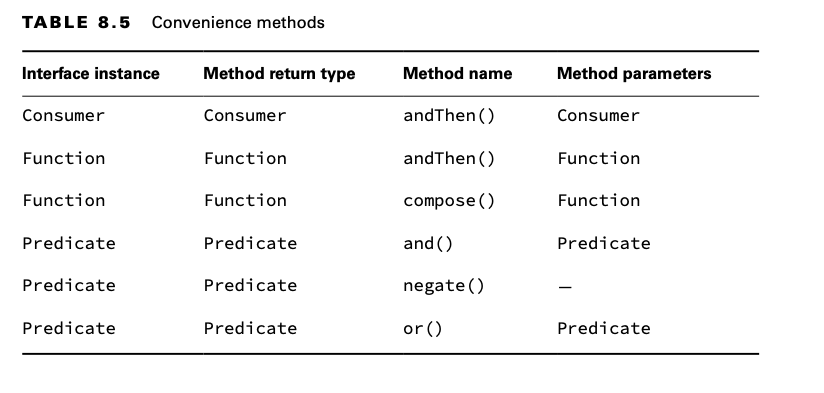 TABLE 8.5 Convenience methods
Interface instance Method return type Method name Method parameters
Consumer Consumer andThen() Consumer
Function Function andThen() Function
Function Function compose() Function
Predicate Predicate and() Predicate
Predicate Predicate negate() —
Predicate Predicate or() Predicate